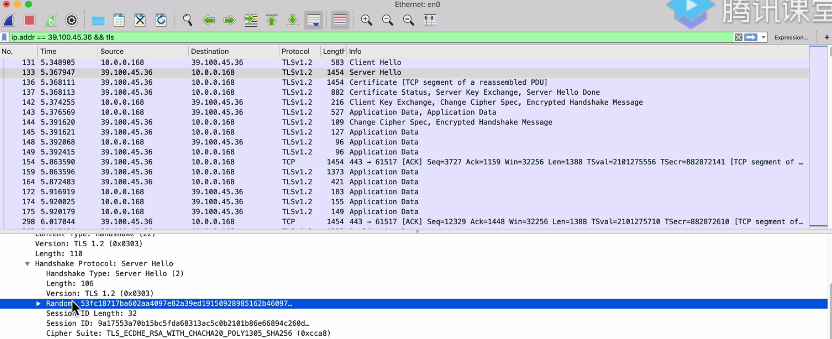 Ethernet: en0
腾讯课堂
ip.addr == 39.100.45.36 && tls
Expression…
+
No. Time Source Destination Protocol Length Info
131 5.348905 10.0.0.168 39.100.45.36 TLSv1.2 583 Client Hello
133 5.367947 39.100.45.36 10.0.0.168 TLSv1.2 1454 Server Hello
136 5.368111 39.100.45.36 10.0.0.168 TLSv1.2 1454 Certificate [TCP segment of a reassembled PDU]
137 5.368113 39.100.45.36 10.0.0.168 TLSv1.2 882 Certificate Status, Server Key Exchange, Server Hello Done
142 5.374255 10.0.0.168 39.100.45.36 TLSv1.2 216 Client Key Exchange, Change Cipher Spec, Encrypted Handshake Message
143 5.376569 10.0.0.168 39.100.45.36 TLSv1.2 527 Application Data, Application Data
144 5.391620 39.100.45.36 10.0.0.168 TLSv1.2 109 Change Cipher Spec, Encrypted Handshake Message
145 5.391621 39.100.45.36 10.0.0.168 TLSv1.2 127 Application Data
148 5.392068 10.0.0.168 39.100.45.36 TLSv1.2 96 Application Data
149 5.392415 39.100.45.36 10.0.0.168 TLSv1.2 96 Application Data
154 5.863590 39.100.45.36 10.0.0.168 TCP 1454 443 → 61517 [ACK] Seq=3727 Ack=1159 Win=32256 Len=1388 TSval=2101275556 TSecr=882872141 [TCP segment of …
159 5.863596 39.100.45.36 10.0.0.168 TLSv1.2 1373 Application Data
164 5.872483 39.100.45.36 10.0.0.168 TLSv1.2 421 Application Data
172 5.916919 10.0.0.168 39.100.45.36 TLSv1.2 183 Application Data
174 5.920025 10.0.0.168 39.100.45.36 TLSv1.2 155 Application Data
175 5.920179 10.0.0.168 39.100.45.36 TLSv1.2 149 Application Data
298 6.017044 39.100.45.36 10.0.0.168 TCP 1454 443 → 61517 [ACK] Seq=12329 Ack=1448 Win=32256 Len=1388 TSval=2101275710 TSecr=882872610 [TCP segment of…
Content Type: Handshake (22)
Version: TLS 1.2 (0x0303)
Length: 110
Handshake Protocol: Server Hello
Handshake Type: Server Hello (2)
Length: 106
Version: TLS 1.2 (0x0303)
Random: 53fc18717ba602aa4097e82a39ed19150928985162b46097…
Session ID Length: 32
Session ID: 9a17553a70b15bc5fda68313ac5c0b2101b86e66894c260d…
Cipher Suite: TLS_ECDHE_RSA_WITH_CHACHA20_POLY1305_SHA256 (0xcca8)